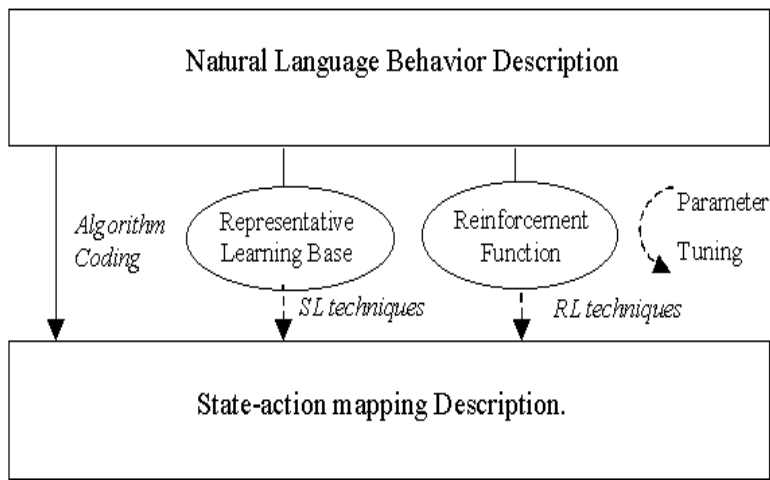 Natural Language Behavior Description
Algorithm
Coding
Representative
Learning Base
Reinforcement
Function
Parameter
Tuning
SL techniques
RL techniques
State-action mapping Description.